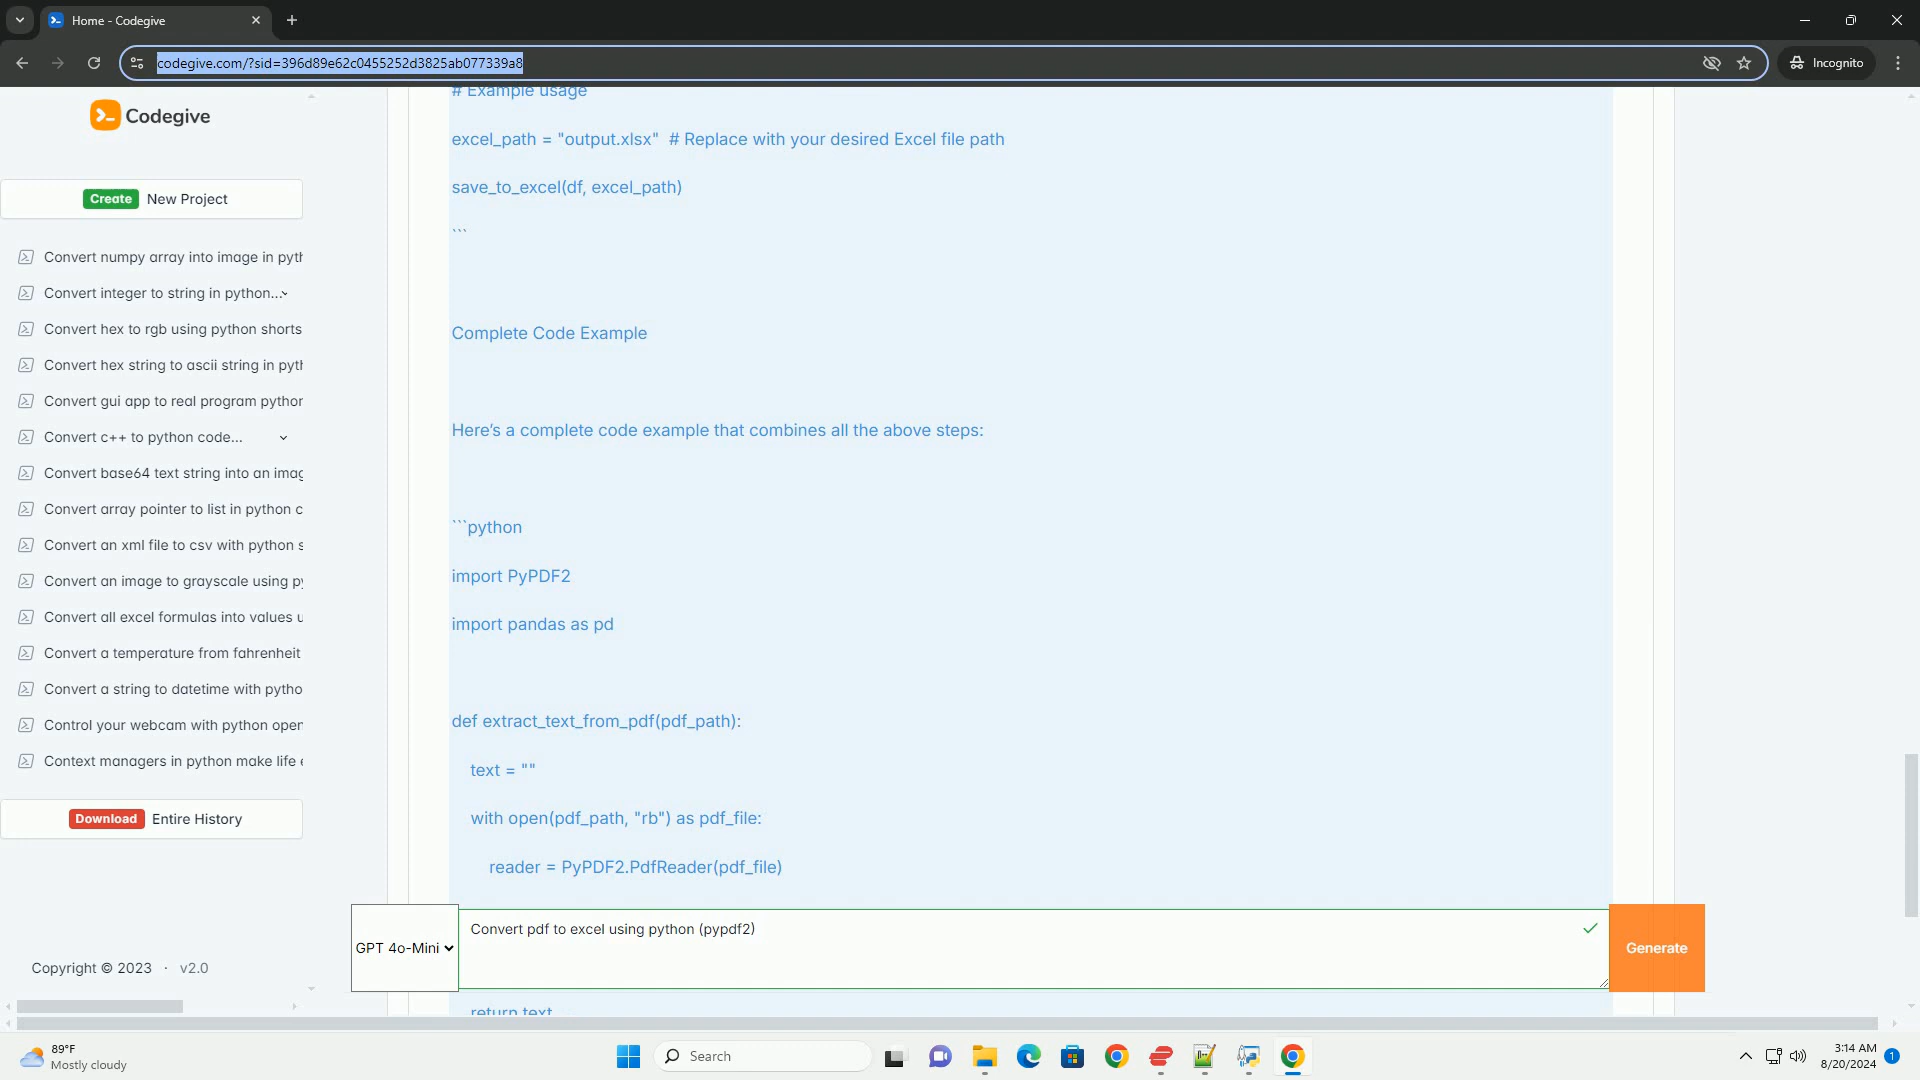 Home - Codegive
codegive.com/?sid=396d89e62c0455252d3825ab077339a8
Incognito
Codegive
Create New Project
Convert numpy array into image in pyth
Convert integer to string in python...
Convert hex to rgb using python shorts
Convert hex string to ascii string in pyth
Convert gui app to real program python
Convert c++ to python code...
Convert base64 text string into an imag
Convert array pointer to list in python c
Convert an xml file to csv with python s
Convert an image to grayscale using py
Convert all excel formulas into values u
Convert a temperature from fahrenheit
Convert a string to datetime with pytho
Control your webcam with python open
Context managers in python make life e
Download Entire History
Copyright © 2023 · v2.0
# Example usage
excel_path = "output.xlsx"  # Replace with your desired Excel file path
save_to_excel(df, excel_path)
```
Complete Code Example
Here’s a complete code example that combines all the above steps:
```python
import PyPDF2
import pandas as pd
def extract_text_from_pdf(pdf_path):
text = ""
with open(pdf_path, "rb") as pdf_file:
reader = PyPDF2.PdfReader(pdf_file)
GPT 4o-Mini
Convert pdf to excel using python (pypdf2)
Generate
return text
89°F
Mostly cloudy
Search
3:14 AM
8/20/2024
1